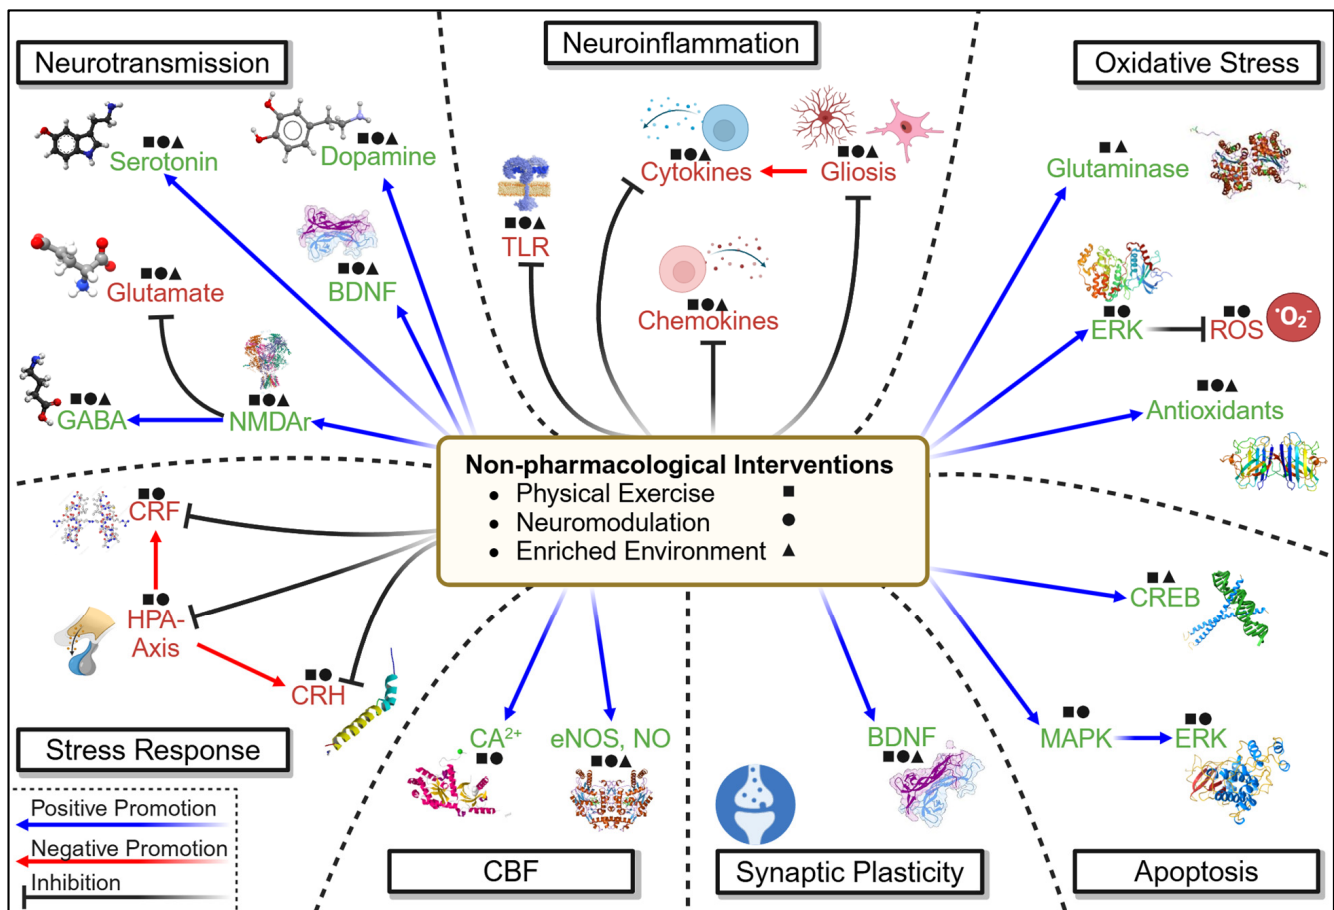 Neurotransmission
■●▲
Serotonin
■●▲
Dopamine
■●▲
BDNF
■●▲
Glutamate
■●▲
GABA
■●▲
NMDAr
Neuroinflammation
■●▲
TLR
■●▲
Cytokines
■●▲
Gliosis
■●▲
Chemokines
Oxidative Stress
■▲
Glutaminase
■●
ERK
■●
ROS
•O₂⁻
■●▲
Antioxidants
Non-pharmacological Interventions
• Physical Exercise ■
• Neuromodulation ●
• Enriched Environment ▲
■●
CRF
■●
HPA-
Axis
■●
CRH
Stress Response
Positive Promotion
Negative Promotion
Inhibition
CA²⁺
■●
eNOS, NO
■●▲
CBF
BDNF
■●▲
Synaptic Plasticity
■▲
CREB
■●
MAPK
■●
ERK
Apoptosis